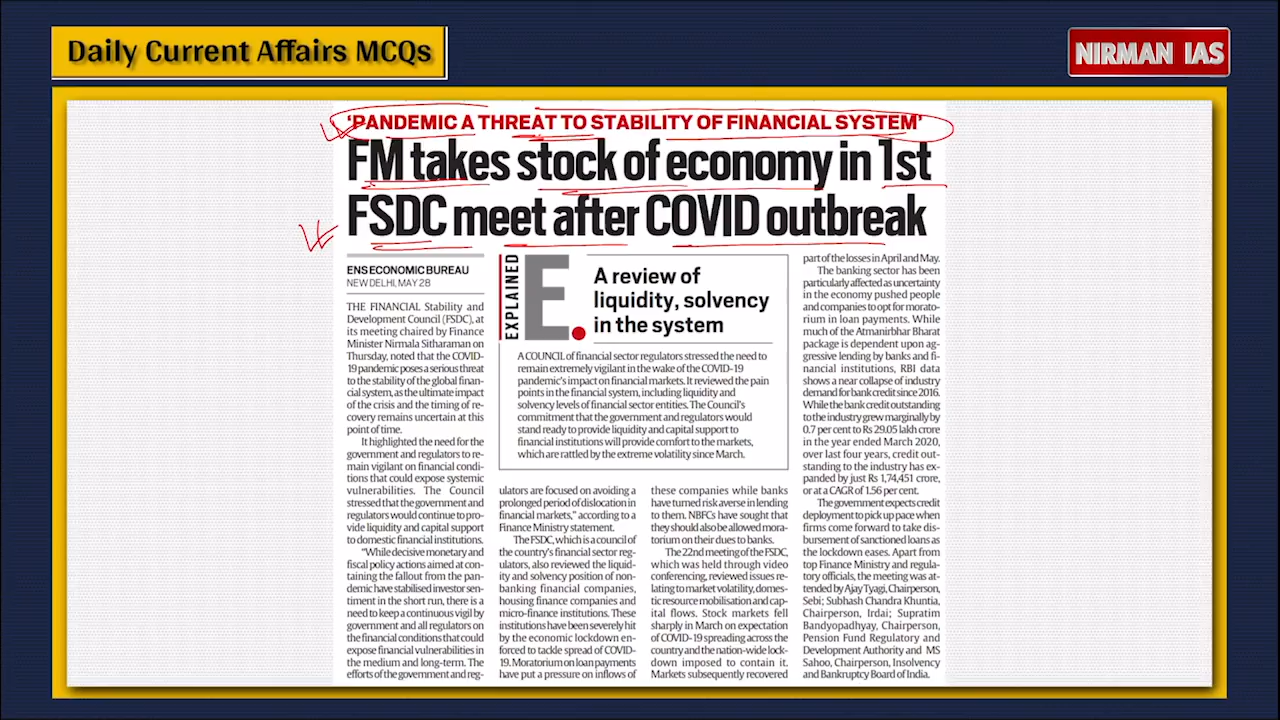 Daily Current Affairs MCQs
NIRMAN IAS
'PANDEMIC A THREAT TO STABILITY OF FINANCIAL SYSTEM'
FM takes stock of economy in 1st
FSDC meet after COVID outbreak
ENS ECONOMIC BUREAU
NEW DELHI, MAY 28
THE FINANCIAL Stability and
Development Council (FSDC), at
its meeting chaired by Finance
Minister Nirmala Sitharaman on
Thursday, noted that the COVID-
19 pandemic poses a serious threat
to the stability of the global finan-
cial system, as the ultimate impact
of the crisis and the timing of re-
covery remains uncertain at this
point of time.
It highlighted the need for the
government and regulators to re-
main vigilant on financial condi-
tions that could expose systemic
vulnerabilities. The Council
stressed that the government and
regulators would continue to pro-
vide liquidity and capital support
to domestic financial institutions.
"While decisive monetary and
fiscal policy actions aimed at con-
taining the fallout from the pan-
demic have stabilised investor sen-
timent in the short run, there is a
need to keep a continuous vigil by
government and all regulators on
the financial conditions that could
expose financial vulnerabilities in
the medium and long-term. The
efforts of the government and reg-
EXPLAINED
E.
A review of
liquidity, solvency
in the system
A COUNCIL of financial sector regulators stressed the need to
remain extremely vigilant in the wake of the COVID-19
pandemic's impact on financial markets. It reviewed the pain
points in the financial system, including liquidity and
solvency levels of financial sector entities. The Council's
commitment that the government and regulators would
stand ready to provide liquidity and capital support to
financial institutions will provide comfort to the markets,
which are rattled by the extreme volatility since March.
ulators are focused on avoiding a
prolonged period of dislocation in
financial markets," according to a
Finance Ministry statement.
The FSDC, which is a council of
the country's financial sector reg-
ulators, also reviewed the liquid-
ity and solvency position of non-
banking financial companies,
housing finance companies and
micro-finance institutions. These
institutions have been severely hit
by the economic lockdown en-
forced to tackle spread of COVID-
19. Moratorium on loan payments
have put a pressure on inflows of
these companies while banks
have turned risk averse in lending
to them. NBFCs have sought that
they should also be allowed mora-
torium on their dues to banks.
The 22nd meeting of the FSDC,
which was held through video
conferencing, reviewed issues re-
lating to market volatility, domes-
tic resource mobilisation and cap-
ital flows. Stock markets fell
sharply in March on expectation
of COVID-19 spreading across the
country and the nation-wide lock-
down imposed to contain it.
Markets subsequently recovered
part of the losses in April and May.
The banking sector has been
particularly affected as uncertainty
in the economy pushed people
and companies to opt for morato-
rium in loan payments. While
much of the Atmanirbhar Bharat
package is dependent upon ag-
gressive lending by banks and fi-
nancial institutions, RBI data
shows a near collapse of industry
demand for bank credit since 2016.
While the bank credit outstanding
to the industry grew marginally by
0.7 per cent to Rs 29.05 lakh crore
in the year ended March 2020,
over last four years, credit out-
standing to the industry has ex-
panded by just Rs 1,74,451 crore,
or at a CAGR of 1.56 per cent.
The government expects credit
deployment to pick up pace when
firms come forward to take dis-
bursement of sanctioned loans as
the lockdown eases. Apart from
top Finance Ministry and regula-
tory officials, the meeting was at-
tended by Ajay Tyagi, Chairperson,
Sebi; Subhash Chandra Khuntia,
Chairperson, Irdai; Supratim
Bandyopadhyay, Chairperson,
Pension Fund Regulatory and
Development Authority and MS
Sahoo, Chairperson, Insolvency
and Bankruptcy Board of India.